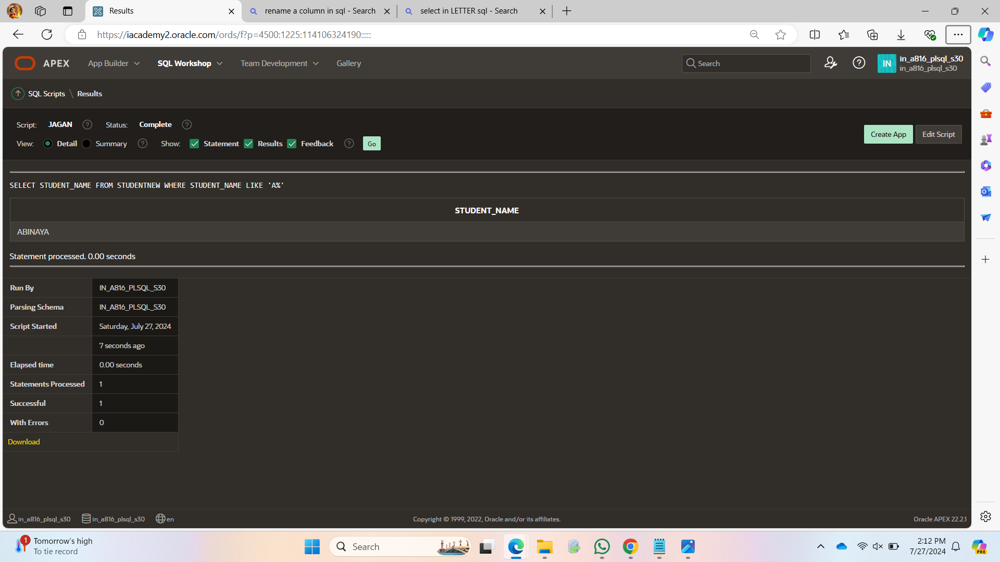 Results
rename a column in sql - Search
select in LETTER sql - Search
https://iacademy2.oracle.com/ords/f?p=4500:1225:114106324190:::::
APEX
App Builder
SQL Workshop
Team Development
Gallery
Search
IN
in_a816_plsql_s30
in_a816_plsql_s30
SQL Scripts \ Results
Script: JAGAN ? Status: Complete ?
View: Detail Summary ? Show: Statement Results Feedback ? Go
Create App
Edit Script
SELECT STUDENT_NAME FROM STUDENTNEW WHERE STUDENT_NAME LIKE 'A%'
STUDENT_NAME
ABINAYA
Statement processed. 0.00 seconds
Run By IN_A816_PLSQL_S30
Parsing Schema IN_A816_PLSQL_S30
Script Started Saturday, July 27, 2024
7 seconds ago
Elapsed time 0.00 seconds
Statements Processed 1
Successful 1
With Errors 0
Download
in_a816_plsql_s30
in_a816_plsql_s30
en
Copyright © 1999, 2022, Oracle and/or its affiliates.
Oracle APEX 22.2.1
1
Tomorrow's high
To tie record
Search
2:12 PM
7/27/2024
PRE